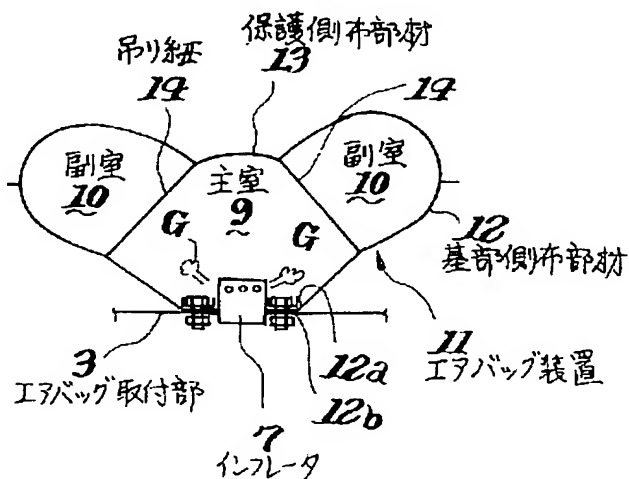 保護側布部材
13
吊り紐
14
14
副室
10
主室
9
副室
10
G
G
12
基部側布部材
3
エアバッグ取付部
7
インフレータ
12a
12b
11
エアバッグ装置